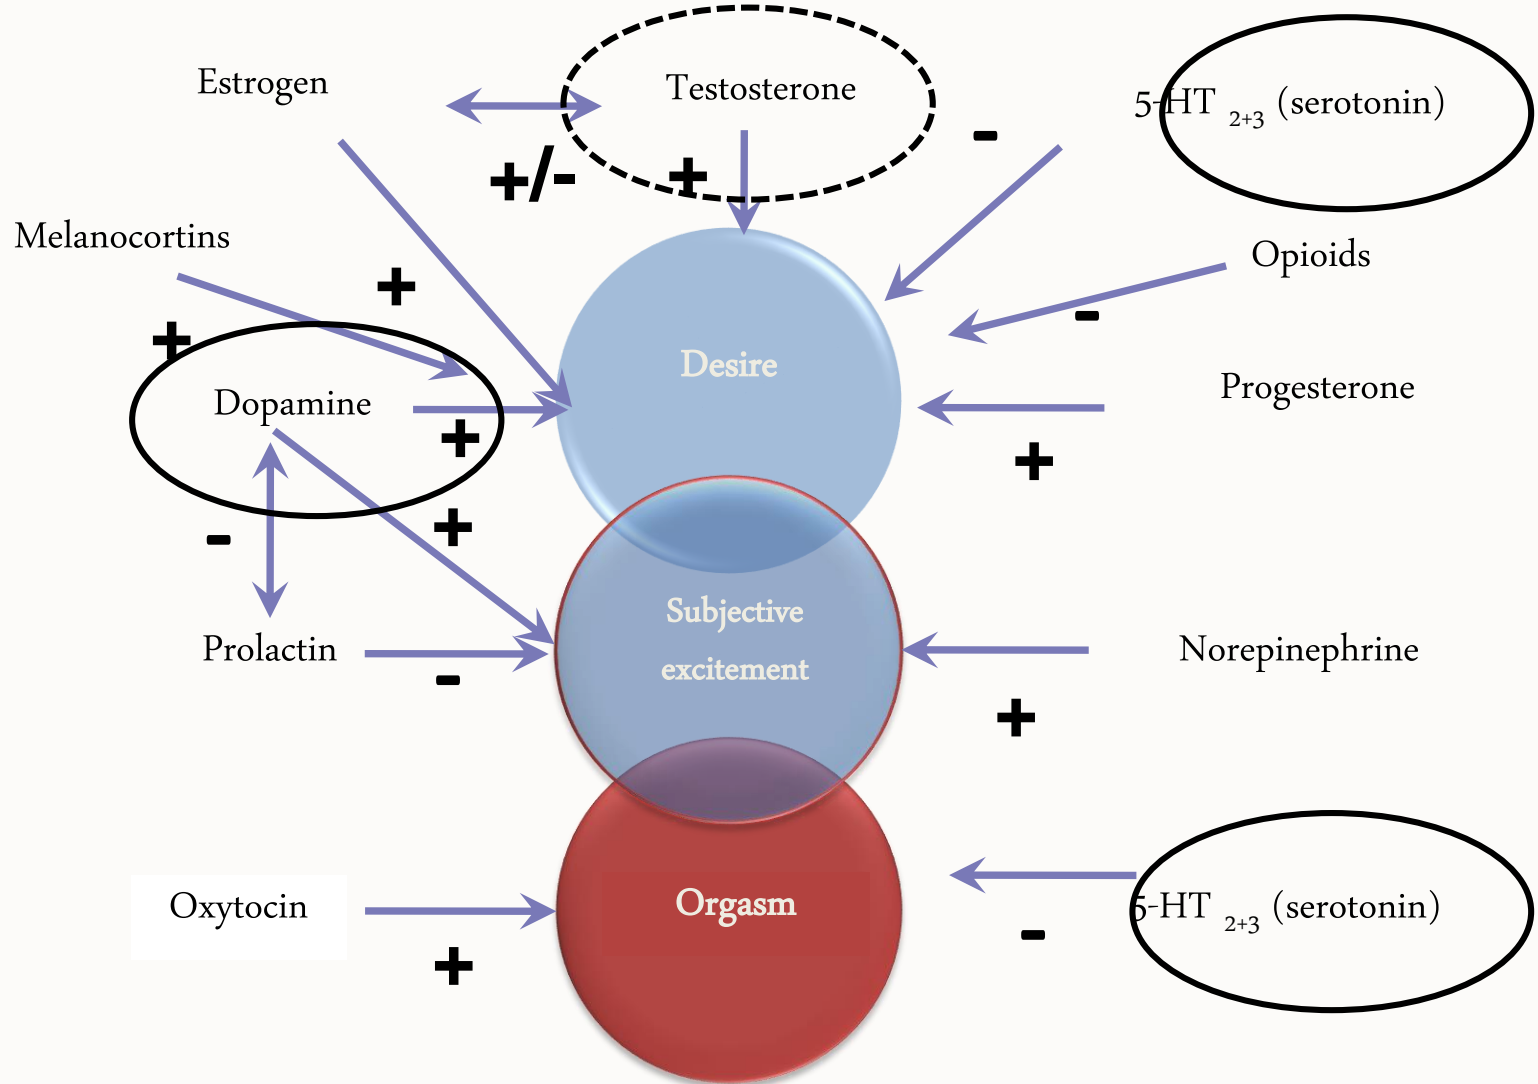 Estrogen
Testosterone
5-HT 2+3 (serotonin)
-
+/-
+
Melanocortins
Opioids
+
-
+
Desire
Progesterone
Dopamine
+
+
+
-
Subjective
excitement
Prolactin
-
Norepinephrine
+
Oxytocin
Orgasm
5-HT 2+3 (serotonin)
+
-